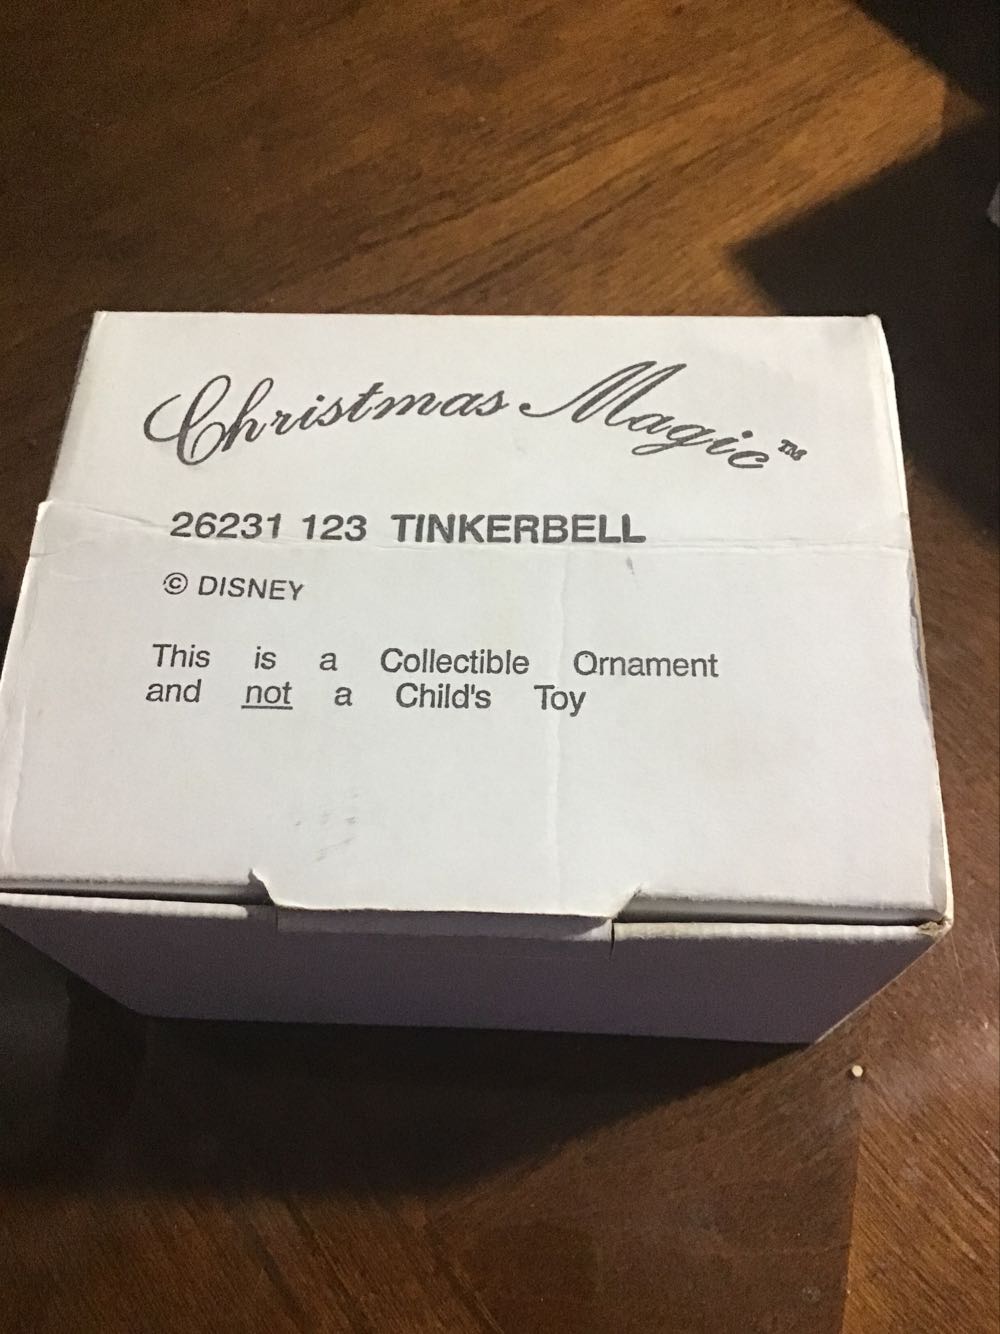 Christmas Magic™
26231 123 TINKERBELL
© DISNEY
This is a Collectible Ornament
and not a Child's Toy